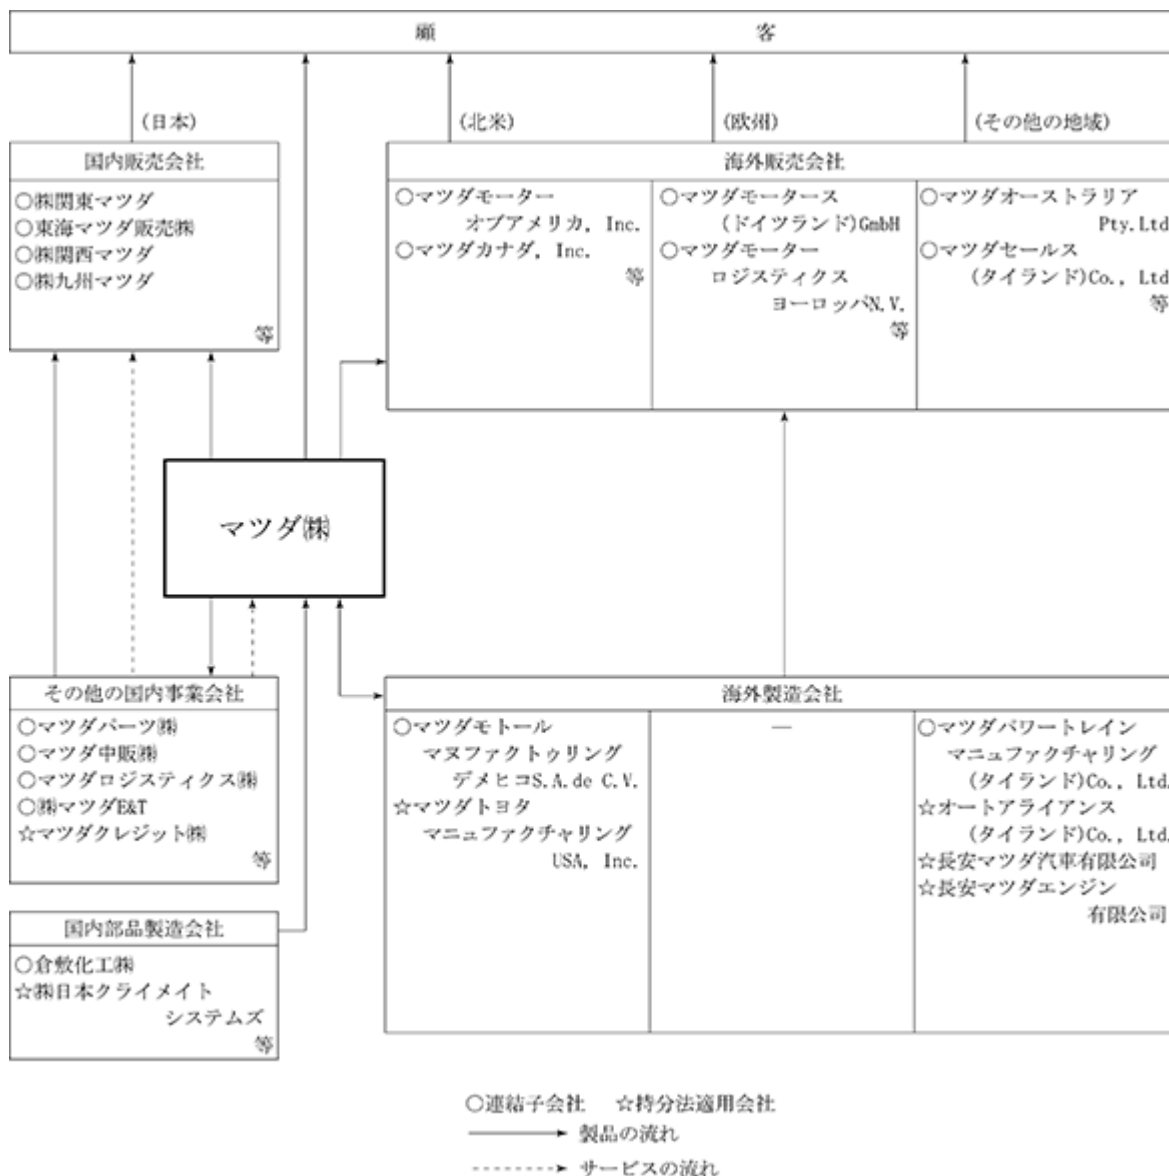 顧客
(日本)
(北米)
(欧州)
(その他の地域)
国内販売会社
○㈱関東マツダ
○東海マツダ販売㈱
○㈱関西マツダ
○㈱九州マツダ
等
海外販売会社
○マツダモーター
オブアメリカ, Inc.
○マツダカナダ, Inc.
等
○マツダモータース
(ドイツランド)GmbH
○マツダモーター
ロジスティクス
ヨーロッパN.V.
等
○マツダオーストラリア
Pty.Ltd
○マツダセールス
(タイランド)Co., Ltd
等
マツダ㈱
その他の国内事業会社
○マツダパーツ㈱
○マツダ中販㈱
○マツダロジスティクス㈱
○㈱マツダE&T
☆マツダクレジット㈱
等
国内部品製造会社
○倉敷化工㈱
☆㈱日本クライメイト
システムズ
等
海外製造会社
○マツダモトール
マヌファクトゥリング
デメヒコS.A.de C.V.
☆マツダトヨタ
マニュファクチャリング
USA, Inc.
―
○マツダパワートレイン
マニュファクチャリング
(タイランド)Co., Ltd.
☆オートアライアンス
(タイランド)Co., Ltd.
☆長安マツダ汽車有限公司
☆長安マツダエンジン
有限公司
○連結子会社 ☆持分法適用会社
製品の流れ
サービスの流れ